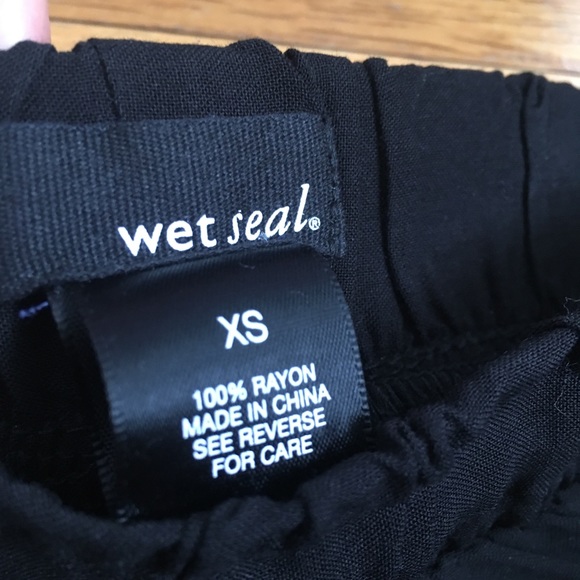 wet seal®
XS
100% RAYON
MADE IN CHINA
SEE REVERSE
FOR CARE